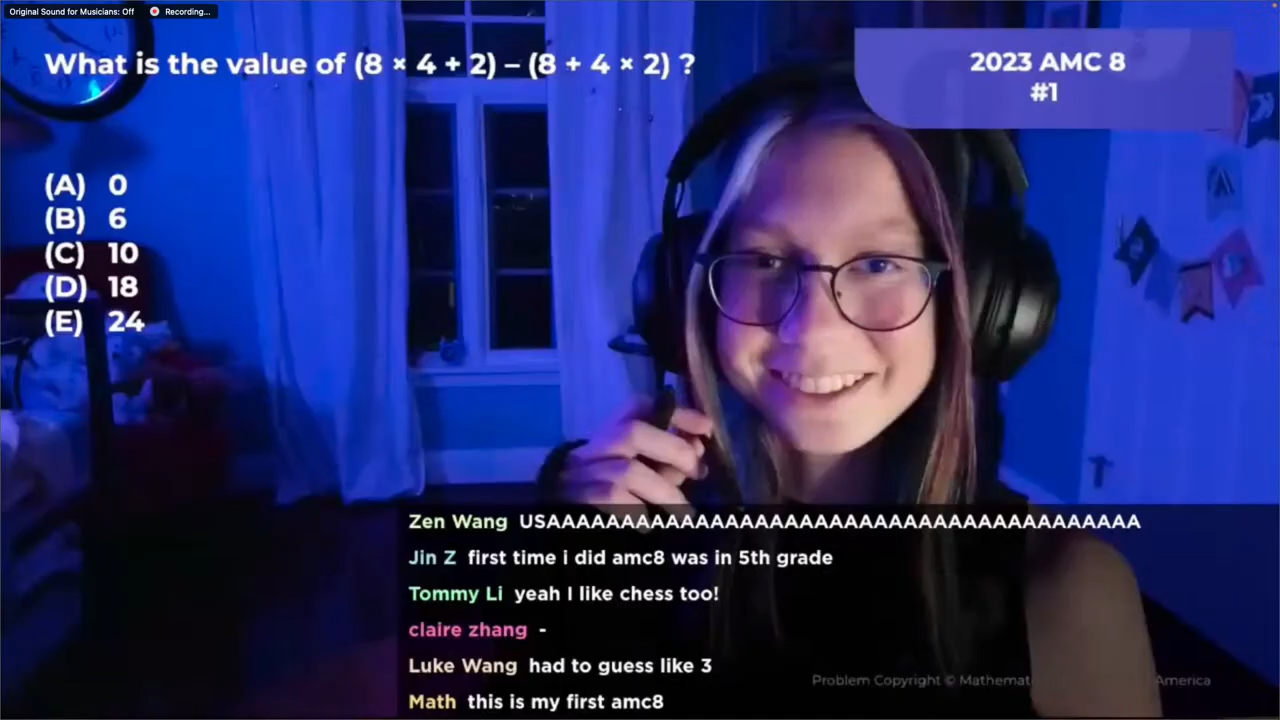 Original Sound for Musicians: Off Recording...
What is the value of (8 × 4 + 2) – (8 + 4 × 2) ?
2023 AMC 8
#1
(A) 0
(B) 6
(C) 10
(D) 18
(E) 24
Zen Wang USAAAAAAAAAAAAAAAAAAAAAAAAAAAAAAAAAAAAAAAA
Jin Z first time i did amc8 was in 5th grade
Tommy Li yeah I like chess too!
claire zhang -
Luke Wang had to guess like 3
Math this is my first amc8
Problem Copyright © America